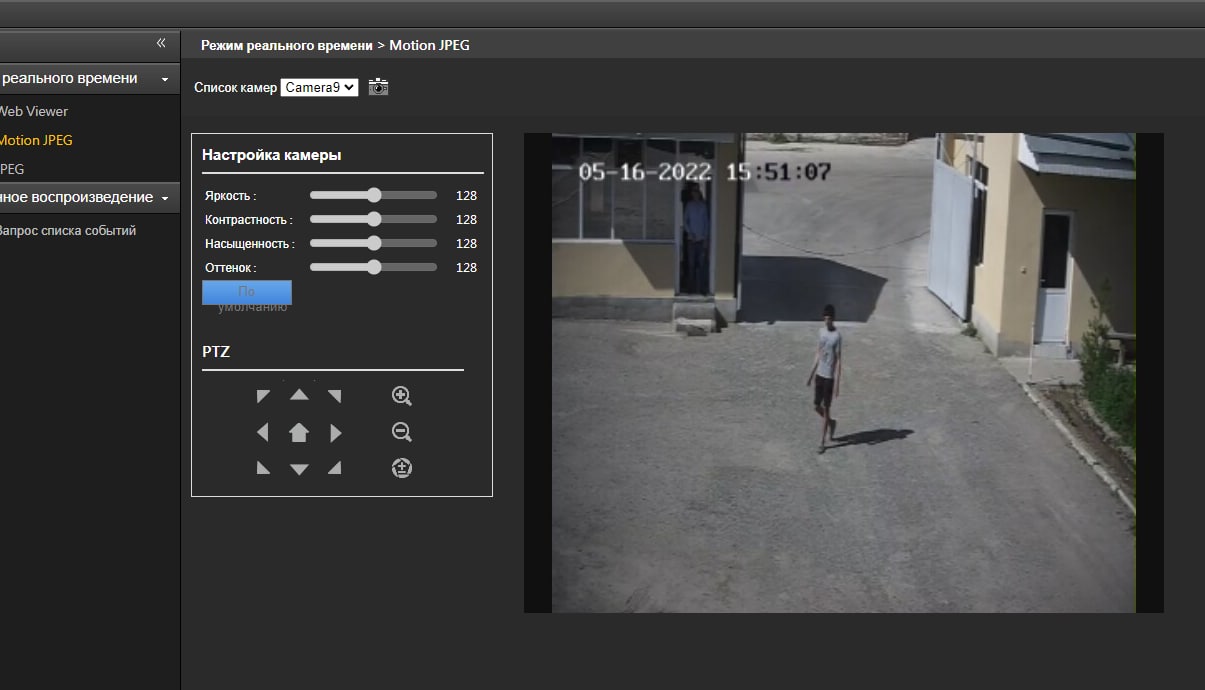 «
Режим реального времени > Motion JPEG
реального времени
Список камер Camera9
Web Viewer
Motion JPEG
PEG
нное воспроизведение
Запрос списка событий
Настройка камеры
Яркость : 128
Контрастность : 128
Насыщенность : 128
Оттенок : 128
По
умолчанию
PTZ
05-16-2022 15:51:07